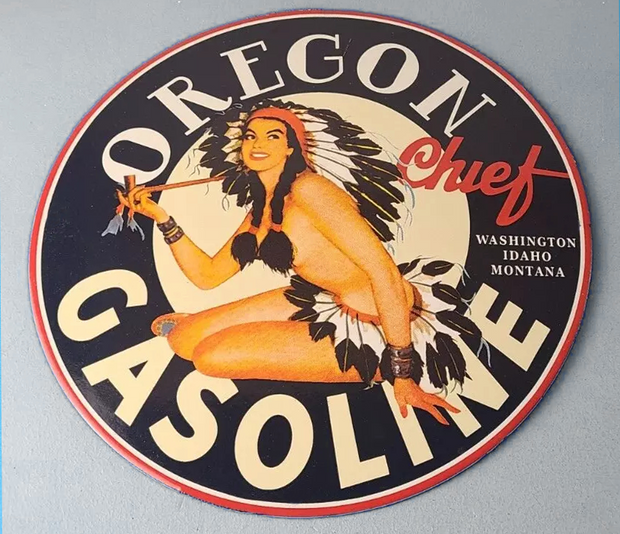 OREGON
Chief
WASHINGTON
IDAHO
MONTANA
GASOLINE